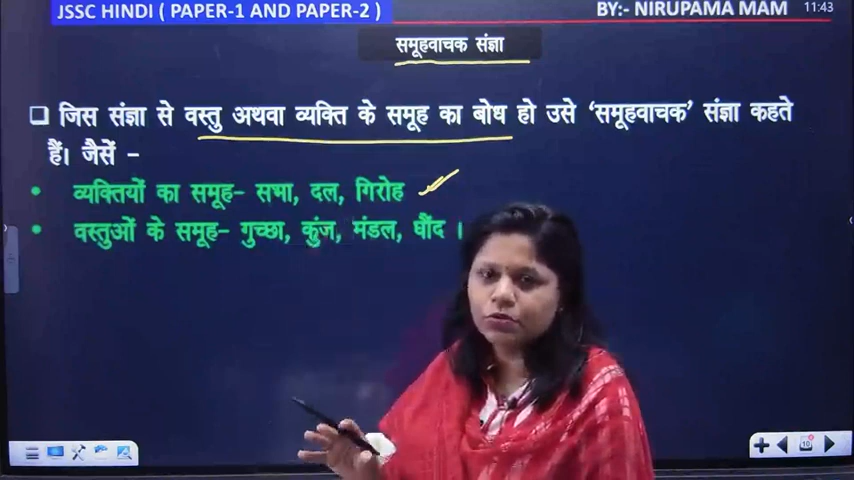 JSSC HINDI ( PAPER-1 AND PAPER-2 )
BY:- NIRUPAMA MAM
11:43
समूहवाचक संज्ञा
जिस संज्ञा से वस्तु अथवा व्यक्ति के समूह का बोध हो उसे ‘समूहवाचक’ संज्ञा कहते
हैं। जैसें –
व्यक्तियों का समूह- सभा, दल, गिरोह
वस्तुओं के समूह- गुच्छा, कुंज, मंडल, घौंद ।
10